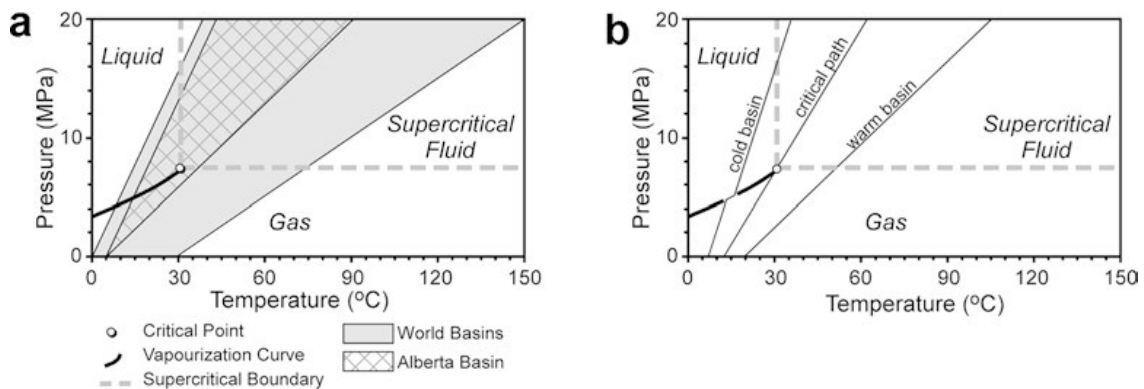 a
20
10
0
Pressure (MPa)
Liquid
Supercritical
Fluid
Gas
0 30 60 90 120 150
Temperature (ºC)
Critical Point
Vapourization Curve
Supercritical Boundary
World Basins
Alberta Basin
b
20
10
0
Pressure (MPa)
Liquid
cold basin
critical path
warm basin
Supercritical
Fluid
Gas
0 30 60 90 120 150
Temperature (ºC)